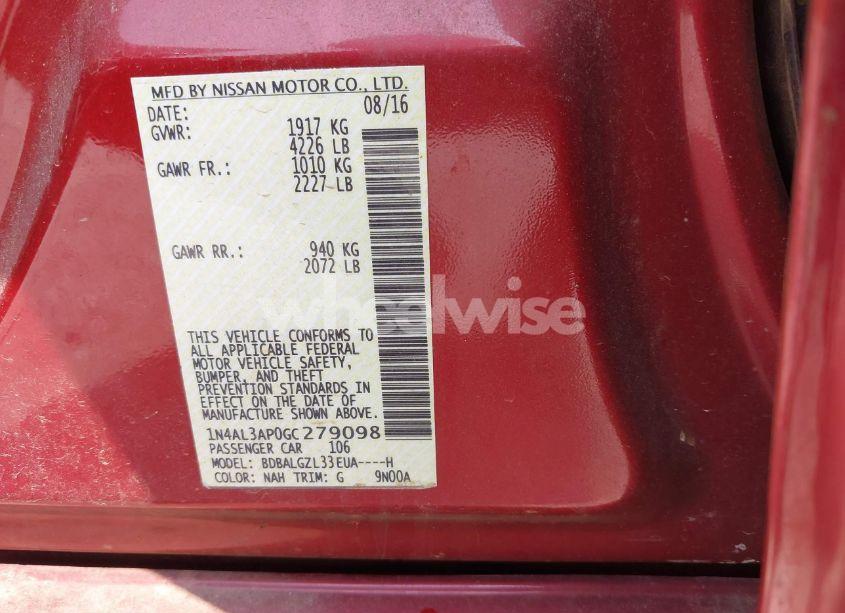 MFD BY NISSAN MOTOR CO., LTD.
DATE: 08/16
GVWR: 1917 KG
4226 LB
GAWR FR.: 1010 KG
2227 LB
GAWR RR.: 940 KG
2072 LB
wheelwise
THIS VEHICLE CONFORMS TO
ALL APPLICABLE FEDERAL
MOTOR VEHICLE SAFETY,
BUMPER, AND THEFT
PREVENTION STANDARDS IN
EFFECT ON THE DATE OF
MANUFACTURE SHOWN ABOVE.
1N4AL3AP0GC279098
PASSENGER CAR 106
MODEL: BDBALGZL33EUA----H
COLOR: NAH TRIM: G 9N00A